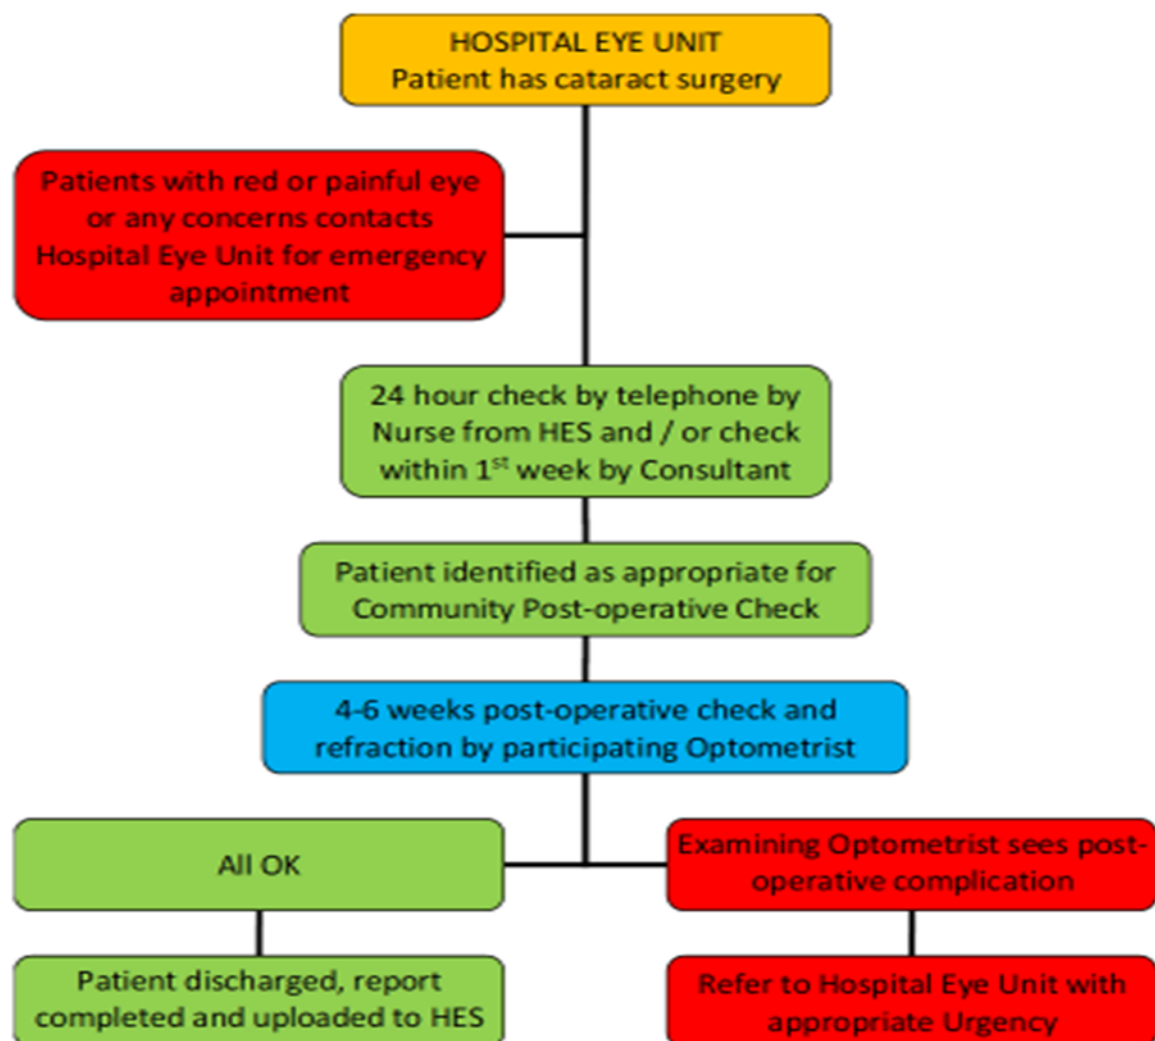 HOSPITAL EYE UNIT
Patient has cataract surgery
Patients with red or painful eye
or any concerns contacts
Hospital Eye Unit for emergency
appointment
24 hour check by telephone by
Nurse from HES and / or check
within 1st week by Consultant
Patient identified as appropriate for
Community Post-operative Check
4-6 weeks post-operative check and
refraction by participating Optometrist
All OK
Examining Optometrist sees post-
operative complication
Patient discharged, report
completed and uploaded to HES
Refer to Hospital Eye Unit with
appropriate Urgency